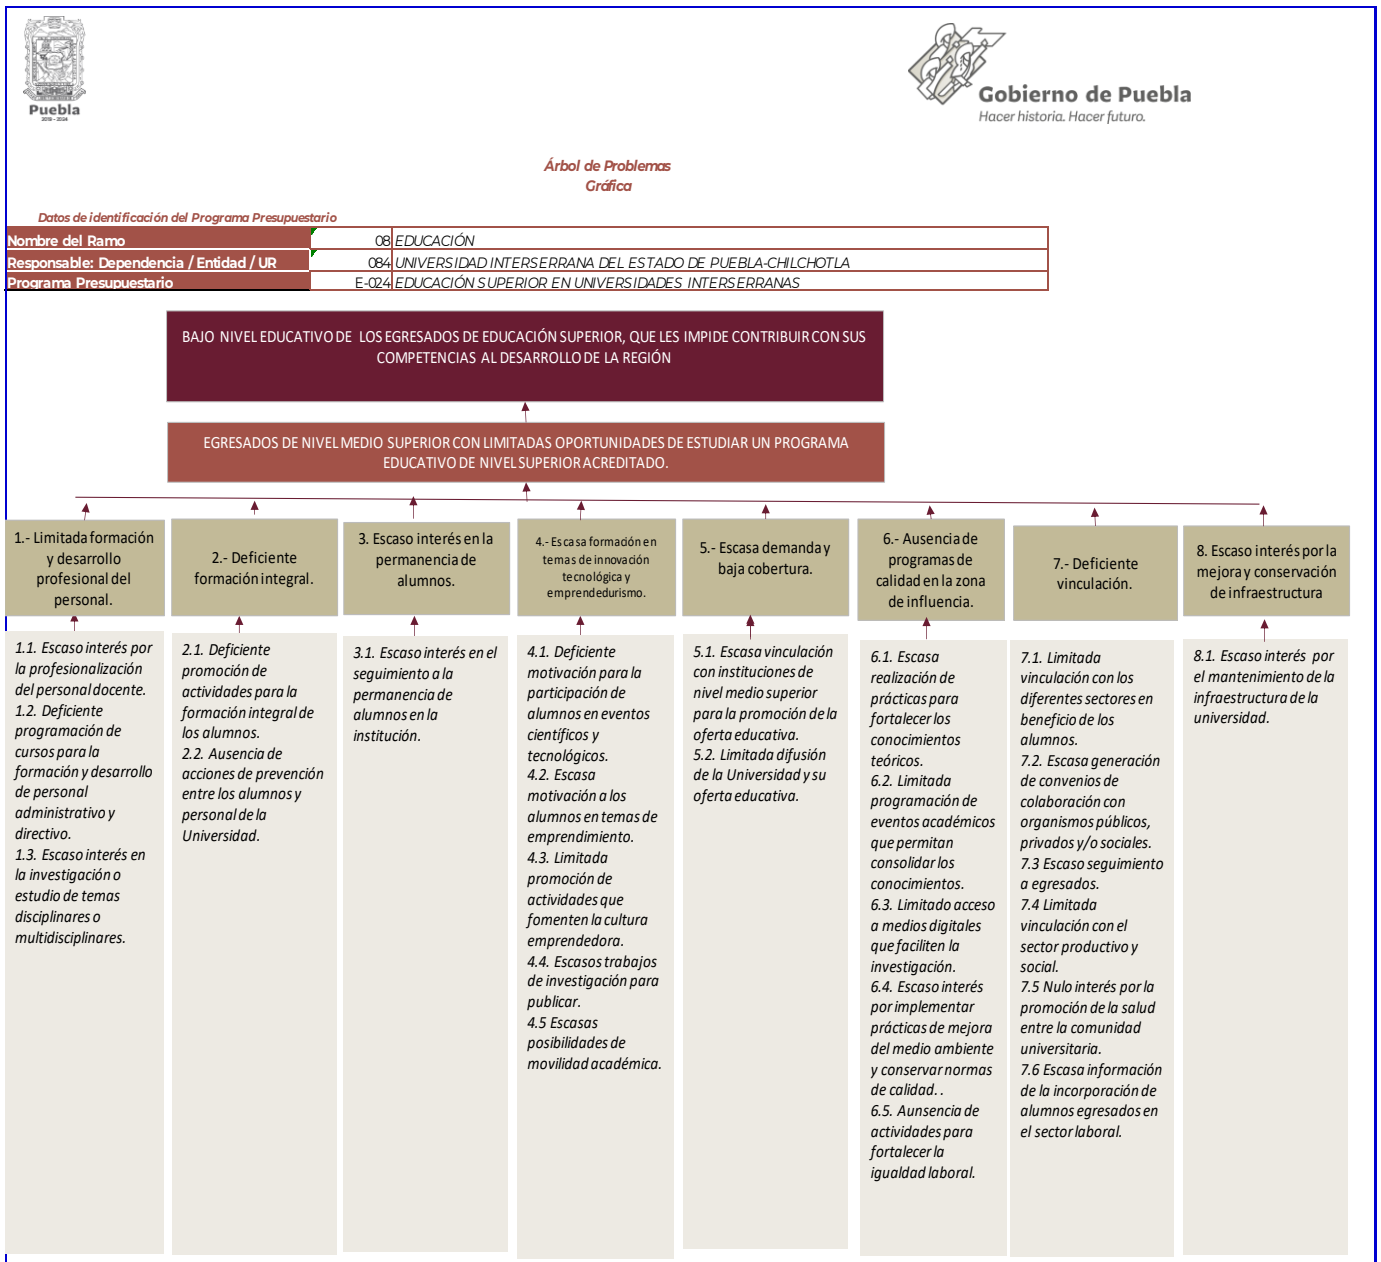 Puebla
2019 - 2024
Gobierno de Puebla
Hacer historia. Hacer futuro.
Árbol de Problemas
Gráfica
Datos de identificación del Programa Presupuestario
Nombre del Ramo 08 EDUCACIÓN
Responsable: Dependencia / Entidad / UR 084 UNIVERSIDAD INTERSERRANA DEL ESTADO DE PUEBLA-CHILCHOTLA
Programa Presupuestario E-024 EDUCACIÓN SUPERIOR EN UNIVERSIDADES INTERSERRANAS
BAJO NIVEL EDUCATIVO DE LOS EGRESADOS DE EDUCACIÓN SUPERIOR, QUE LES IMPIDE CONTRIBUIR CON SUS
COMPETENCIAS AL DESARROLLO DE LA REGIÓN
EGRESADOS DE NIVEL MEDIO SUPERIOR CON LIMITADAS OPORTUNIDADES DE ESTUDIAR UN PROGRAMA
EDUCATIVO DE NIVEL SUPERIOR ACREDITADO.
1.- Limitada formación
y desarrollo
profesional del
personal.
2.- Deficiente
formación integral.
3. Escaso interés en la
permanencia de
alumnos.
4.- Escasa formación en
temas de innovación
tecnológica y
emprendedurismo.
5.- Escasa demanda y
baja cobertura.
6.- Ausencia de
programas de
calidad en la zona
de influencia.
7.- Deficiente
vinculación.
8. Escaso interés por la
mejora y conservación
de infraestructura
1.1. Escaso interés por
la profesionalización
del personal docente.
1.2. Deficiente
programación de
cursos para la
formación y desarrollo
de personal
administrativo y
directivo.
1.3. Escaso interés en
la investigación o
estudio de temas
disciplinares o
multidisciplinares.
2.1. Deficiente
promoción de
actividades para la
formación integral de
los alumnos.
2.2. Ausencia de
acciones de prevención
entre los alumnos y
personal de la
Universidad.
3.1. Escaso interés en el
seguimiento a la
permanencia de
alumnos en la
institución.
4.1. Deficiente
motivación para la
participación de
alumnos en eventos
científicos y
tecnológicos.
4.2. Escasa
motivación a los
alumnos en temas de
emprendimiento.
4.3. Limitada
promoción de
actividades que
fomenten la cultura
emprendedora.
4.4. Escasos trabajos
de investigación para
publicar.
4.5 Escasas
posibilidades de
movilidad académica.
5.1. Escasa vinculación
con instituciones de
nivel medio superior
para la promoción de la
oferta educativa.
5.2. Limitada difusión
de la Universidad y su
oferta educativa.
6.1. Escasa
realización de
prácticas para
fortalecer los
conocimientos
teóricos.
6.2. Limitada
programación de
eventos académicos
que permitan
consolidar los
conocimientos.
6.3. Limitado acceso
a medios digitales
que faciliten la
investigación.
6.4. Escaso interés
por implementar
prácticas de mejora
del medio ambiente
y conservar normas
de calidad. .
6.5. Aunsencia de
actividades para
fortalecer la
igualdad laboral.
7.1. Limitada
vinculación con los
diferentes sectores en
beneficio de los
alumnos.
7.2. Escasa generación
de convenios de
colaboración con
organismos públicos,
privados y/o sociales.
7.3 Escaso seguimiento
a egresados.
7.4 Limitada
vinculación con el
sector productivo y
social.
7.5 Nulo interés por la
promoción de la salud
entre la comunidad
universitaria.
7.6 Escasa información
de la incorporación de
alumnos egresados en
el sector laboral.
8.1. Escaso interés por
el mantenimiento de la
infraestructura de la
universidad.